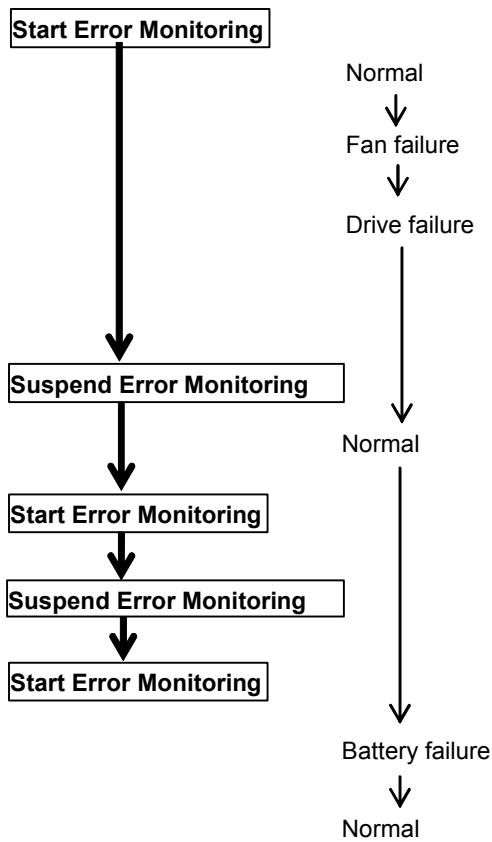 Start Error Monitoring
Normal
Fan failure
Drive failure
Suspend Error Monitoring
Normal
Start Error Monitoring
Suspend Error Monitoring
Start Error Monitoring
Battery failure
Normal